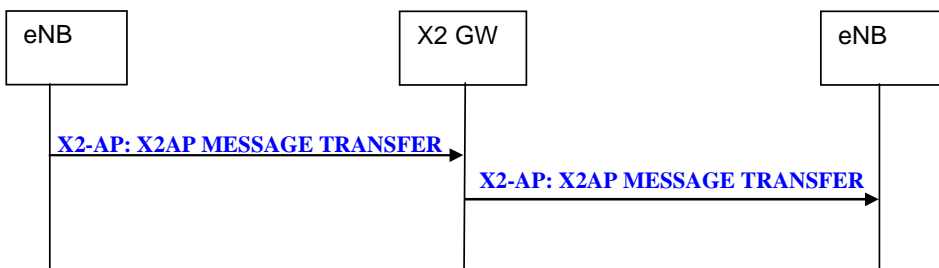 eNB
X2 GW
eNB
X2-AP: X2AP MESSAGE TRANSFER
X2-AP: X2AP MESSAGE TRANSFER